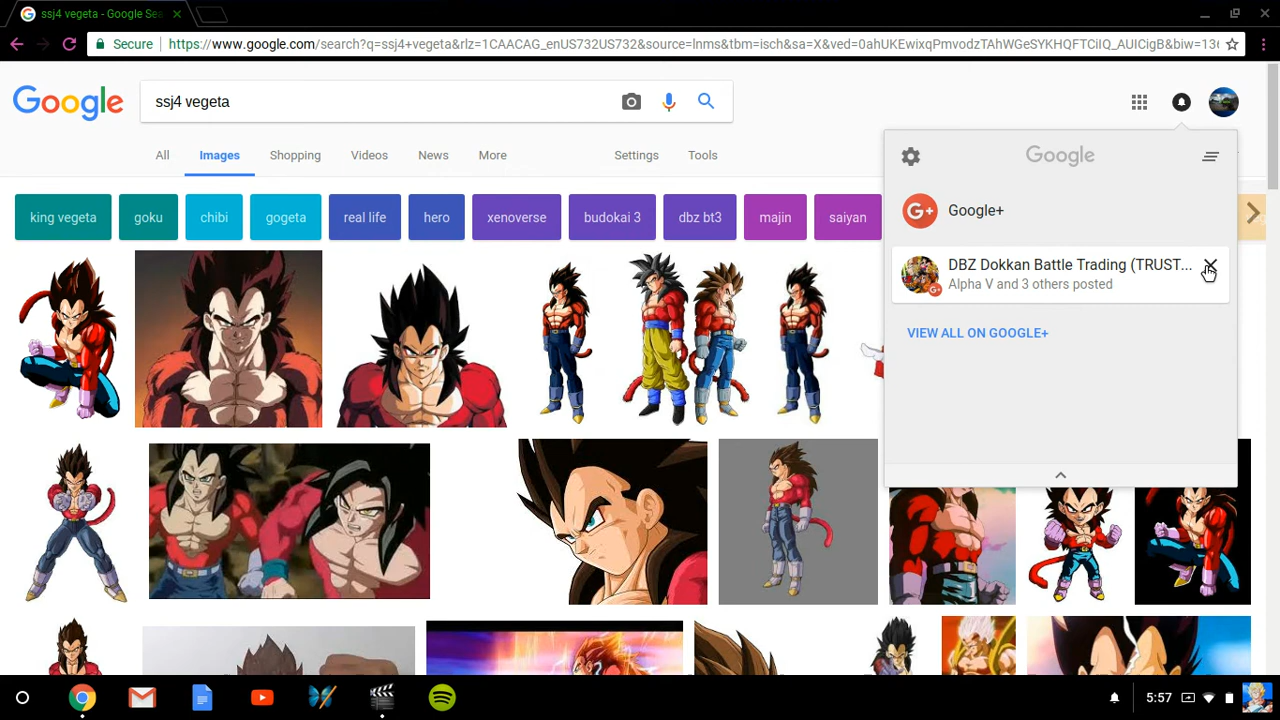 ssj4 vegeta - Google Sea
Secure
https://www.google.com/search?q=ssj4+vegeta&rlz=1CAACAG_enUS732US732&source=lnms&tbm=isch&sa=X&ved=0ahUKEwixqPmvodzTAhWGeSYKHQFTCiIQ_AUICigB&biw=136
Google
ssj4 vegeta
All Images Shopping Videos News More Settings Tools
king vegeta goku chibi gogeta real life hero xenoverse budokai 3 dbz bt3 majin saiyan
Google
G+ Google+
DBZ Dokkan Battle Trading (TRUST...
G+ Alpha V and 3 others posted
VIEW ALL ON GOOGLE+
5:57